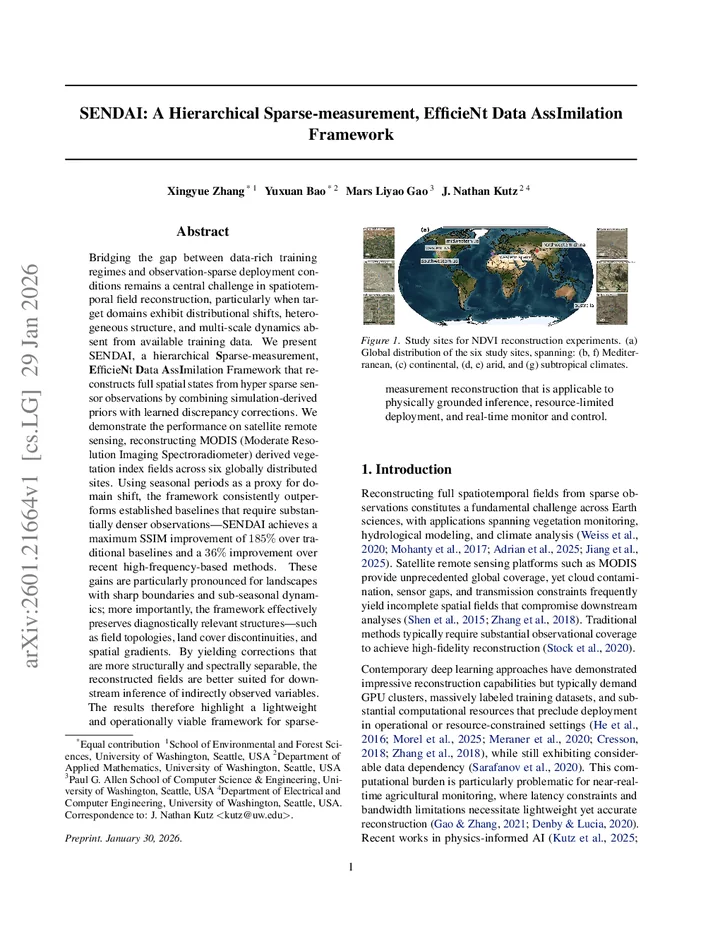 SENDAI: A Hierarchical Sparse-measurement, EfficieNt Data AssImilation
Framework
Xingyue Zhang * 1 Yuxuan Bao * 2 Mars Liyao Gao 3 J. Nathan Kutz 2 4
Abstract
Bridging the gap between data-rich training
regimes and observation-sparse deployment con-
ditions remains a central challenge in spatiotem-
poral field reconstruction, particularly when tar-
get domains exhibit distributional shifts, hetero-
geneous structure, and multi-scale dynamics ab-
sent from available training data. We present
SENDAI, a hierarchical Sparse-measurement,
EfficieNt Data AssImilation Framework that re-
constructs full spatial states from hyper sparse sen-
sor observations by combining simulation-derived
priors with learned discrepancy corrections. We
demonstrate the performance on satellite remote
sensing, reconstructing MODIS (Moderate Reso-
lution Imaging Spectroradiometer) derived vege-
tation index fields across six globally distributed
sites. Using seasonal periods as a proxy for do-
main shift, the framework consistently outper-
forms established baselines that require substan-
tially denser observations—SENDAI achieves a
maximum SSIM improvement of 185% over tra-
ditional baselines and a 36% improvement over
recent high-frequency-based methods. These
gains are particularly pronounced for landscapes
with sharp boundaries and sub-seasonal dynam-
ics; more importantly, the framework effectively
preserves diagnostically relevant structures—such
as field topologies, land cover discontinuities, and
spatial gradients. By yielding corrections that
are more structurally and spectrally separable, the
reconstructed fields are better suited for down-
stream inference of indirectly observed variables.
The results therefore highlight a lightweight
and operationally viable framework for sparse-
*Equal contribution 1School of Environmental and Forest Sci-
ences, University of Washington, Seattle, USA 2Department of
Applied Mathematics, University of Washington, Seattle, USA
3Paul G. Allen School of Computer Science & Engineering, Uni-
versity of Washington, Seattle, USA 4Department of Electrical and
Computer Engineering, University of Washington, Seattle, USA.
Correspondence to: J. Nathan Kutz <kutz@uw.edu>.
Preprint. January 30, 2026.
(a)
Figure 1. Study sites for NDVI reconstruction experiments. (a)
Global distribution of the six study sites, spanning: (b, f) Mediter-
ranean, (c) continental, (d, e) arid, and (g) subtropical climates.
measurement reconstruction that is applicable to
physically grounded inference, resource-limited
deployment, and real-time monitor and control.
1. Introduction
Reconstructing full spatiotemporal fields from sparse ob-
servations constitutes a fundamental challenge across Earth
sciences, with applications spanning vegetation monitoring,
hydrological modeling, and climate analysis (Weiss et al.,
2020; Mohanty et al., 2017; Adrian et al., 2025; Jiang et al.,
2025). Satellite remote sensing platforms such as MODIS
provide unprecedented global coverage, yet cloud contami-
nation, sensor gaps, and transmission constraints frequently
yield incomplete spatial fields that compromise downstream
analyses (Shen et al., 2015; Zhang et al., 2018). Traditional
methods typically require substantial observational coverage
to achieve high-fidelity reconstruction (Stock et al., 2020).
Contemporary deep learning approaches have demonstrated
impressive reconstruction capabilities but typically demand
GPU clusters, massively labeled training datasets, and sub-
stantial computational resources that preclude deployment
in operational or resource-constrained settings (He et al.,
2016; Morel et al., 2025; Meraner et al., 2020; Cresson,
2018; Zhang et al., 2018), while still exhibiting consider-
able data dependency (Sarafanov et al., 2020). This com-
putational burden is particularly problematic for near-real-
time agricultural monitoring, where latency constraints and
bandwidth limitations necessitate lightweight yet accurate
reconstruction (Gao & Zhang, 2021; Denby & Lucia, 2020).
Recent works in physics-informed AI (Kutz et al., 2025;
1
arXiv:2601.21664v1 [cs.LG] 29 Jan 2026